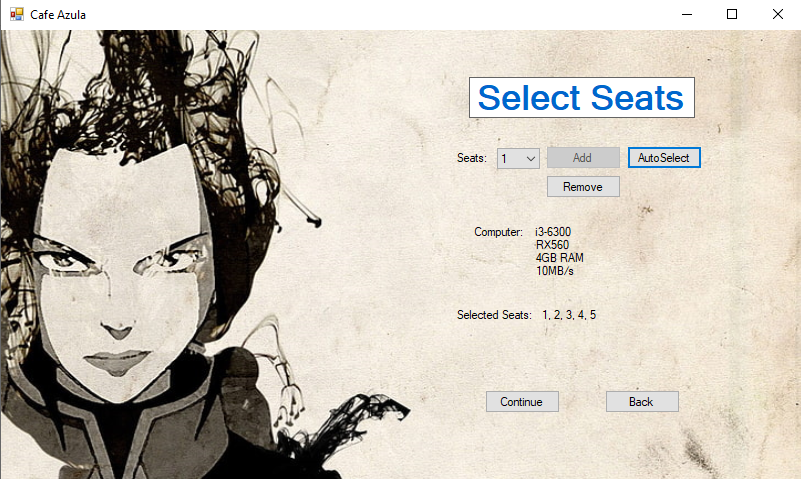 Cafe Azula
Select Seats
Seats: 1 Add AutoSelect
Remove
Computer: i3-6300
RX560
4GB RAM
10MB/s
Selected Seats: 1, 2, 3, 4, 5
Continue Back